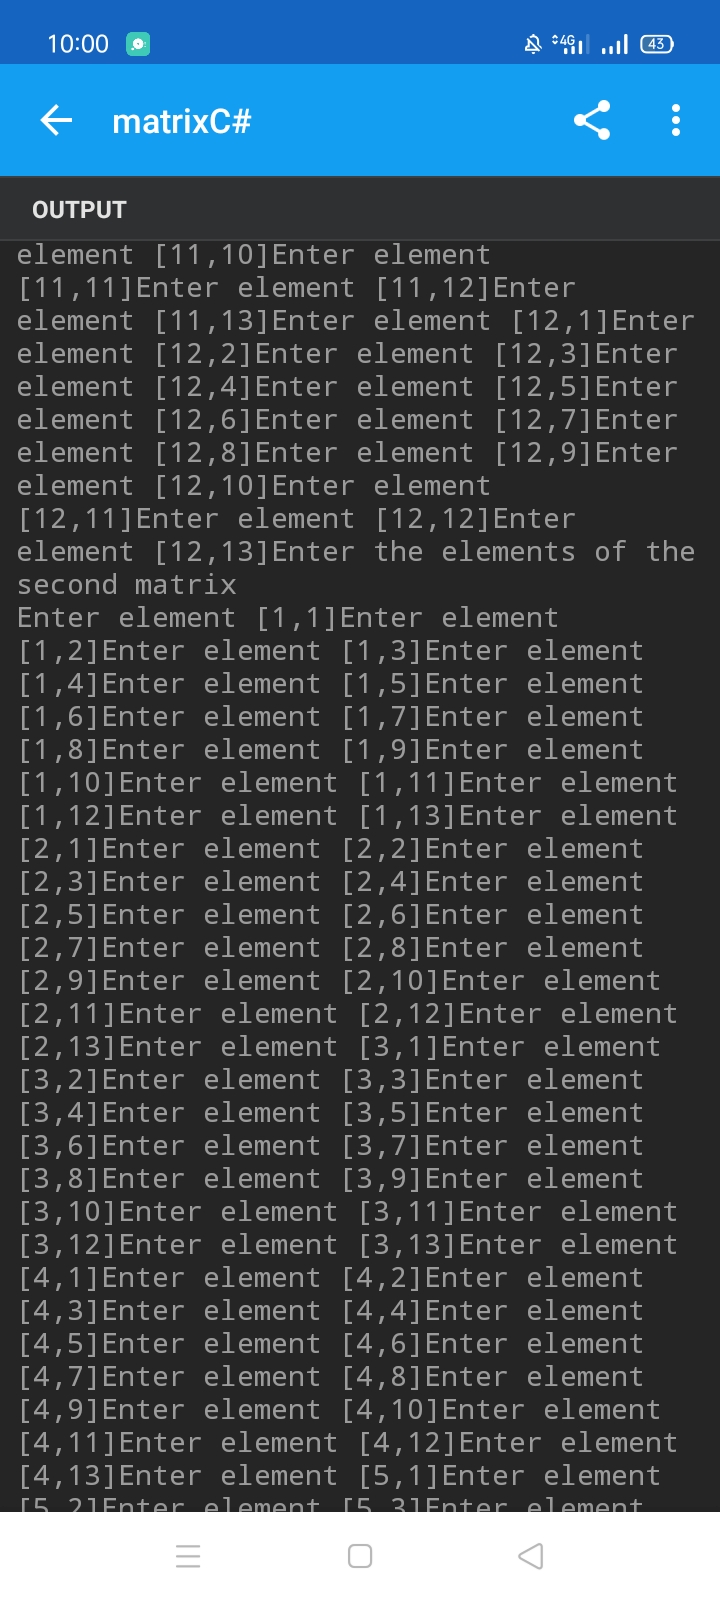 10:00
4G
43
matrixC#
OUTPUT
element [11,10]Enter element
[11,11]Enter element [11,12]Enter
element [11,13]Enter element [12,1]Enter
element [12,2]Enter element [12,3]Enter
element [12,4]Enter element [12,5]Enter
element [12,6]Enter element [12,7]Enter
element [12,8]Enter element [12,9]Enter
element [12,10]Enter element
[12,11]Enter element [12,12]Enter
element [12,13]Enter the elements of the
second matrix
Enter element [1,1]Enter element
[1,2]Enter element [1,3]Enter element
[1,4]Enter element [1,5]Enter element
[1,6]Enter element [1,7]Enter element
[1,8]Enter element [1,9]Enter element
[1,10]Enter element [1,11]Enter element
[1,12]Enter element [1,13]Enter element
[2,1]Enter element [2,2]Enter element
[2,3]Enter element [2,4]Enter element
[2,5]Enter element [2,6]Enter element
[2,7]Enter element [2,8]Enter element
[2,9]Enter element [2,10]Enter element
[2,11]Enter element [2,12]Enter element
[2,13]Enter element [3,1]Enter element
[3,2]Enter element [3,3]Enter element
[3,4]Enter element [3,5]Enter element
[3,6]Enter element [3,7]Enter element
[3,8]Enter element [3,9]Enter element
[3,10]Enter element [3,11]Enter element
[3,12]Enter element [3,13]Enter element
[4,1]Enter element [4,2]Enter element
[4,3]Enter element [4,4]Enter element
[4,5]Enter element [4,6]Enter element
[4,7]Enter element [4,8]Enter element
[4,9]Enter element [4,10]Enter element
[4,11]Enter element [4,12]Enter element
[4,13]Enter element [5,1]Enter element
[5,2]Enter element [5,3]Enter element